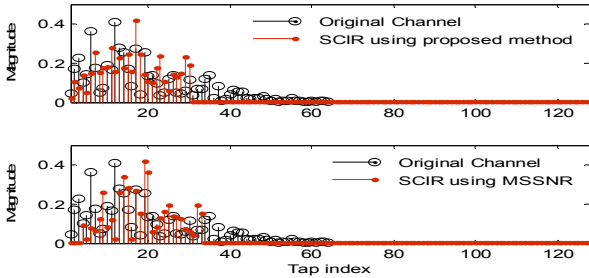 0.4
0.2
0
Magnitude
Original Channel
SCIR using proposed method
20 40 60 80 100 120
0.4
0.2
0
Magnitude
Original Channel
SCIR using MSSNR
20 40 60 80 100 120
Tap index